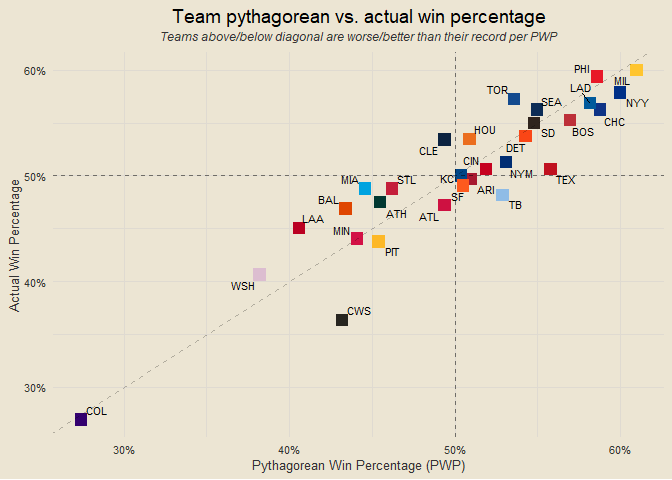 Team pythagorean vs. actual win percentage
Teams above/below diagonal are worse/better than their record per PWP
60%
50%
40%
30%
Actual Win Percentage
PHI
MIL
LAD
NYY
TOR
SEA
CHC
BOS
SD
HOU
CLE
DET
CIN
NYM
TEX
KC
ARI
SF
TB
ATL
MIA
STL
BAL
ATH
LAA
MIN
PIT
WSH
CWS
COL
30%
40%
50%
60%
Pythagorean Win Percentage (PWP)